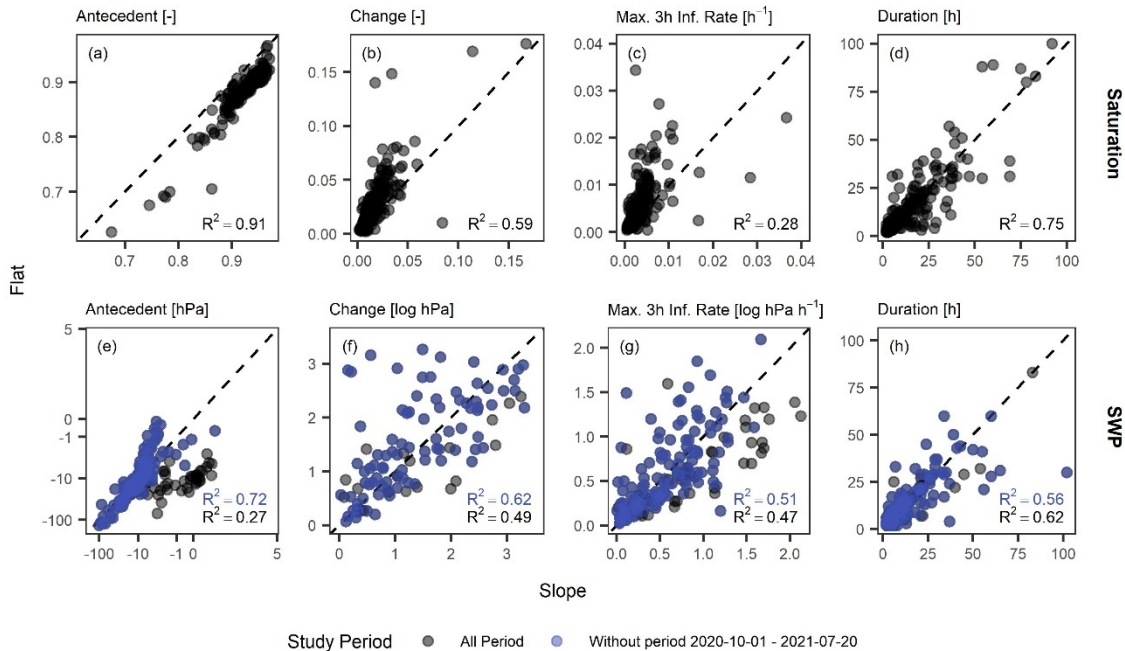 Antecedent [-] Change [-] Max. 3h Inf. Rate [h⁻¹] Duration [h]
(a) (b) (c) (d)
0.9
0.8
0.7
0.7 0.8 0.9
R² = 0.91
0.15
0.10
0.05
0.00
0.00 0.05 0.10 0.15
R² = 0.59
0.04
0.03
0.02
0.01
0.00
0.00 0.01 0.02 0.03 0.04
R² = 0.28
100
75
50
25
0
0 25 50 75 100
R² = 0.75
Saturation
Flat
Antecedent [hPa] Change [log hPa] Max. 3h Inf. Rate [log hPa h⁻¹] Duration [h]
(e) (f) (g) (h)
5
0
-1
-10
-100
-100 -10 -1 0 5
R² = 0.72
R² = 0.27
3
2
1
0
0 1 2 3
R² = 0.62
R² = 0.49
2.0
1.5
1.0
0.5
0.0
0.0 0.5 1.0 1.5 2.0
R² = 0.51
R² = 0.47
100
75
50
25
0
0 25 50 75 100
R² = 0.56
R² = 0.62
SWP
Slope
Study Period All Period Without period 2020-10-01 - 2021-07-20